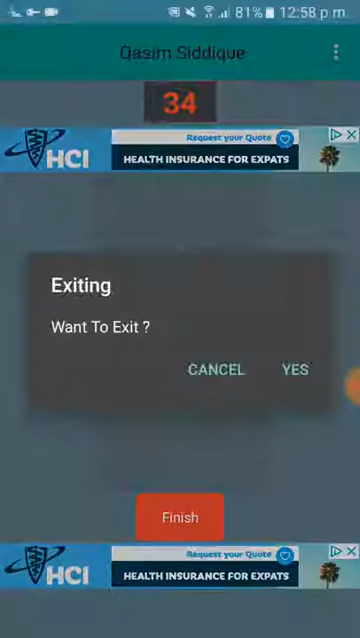 81% 12:58 p m.
Qasim Siddique
34
HCI
Request your Quote
HEALTH INSURANCE FOR EXPATS
Exiting
Want To Exit ?
CANCEL YES
Finish
HCI
Request your Quote
HEALTH INSURANCE FOR EXPATS